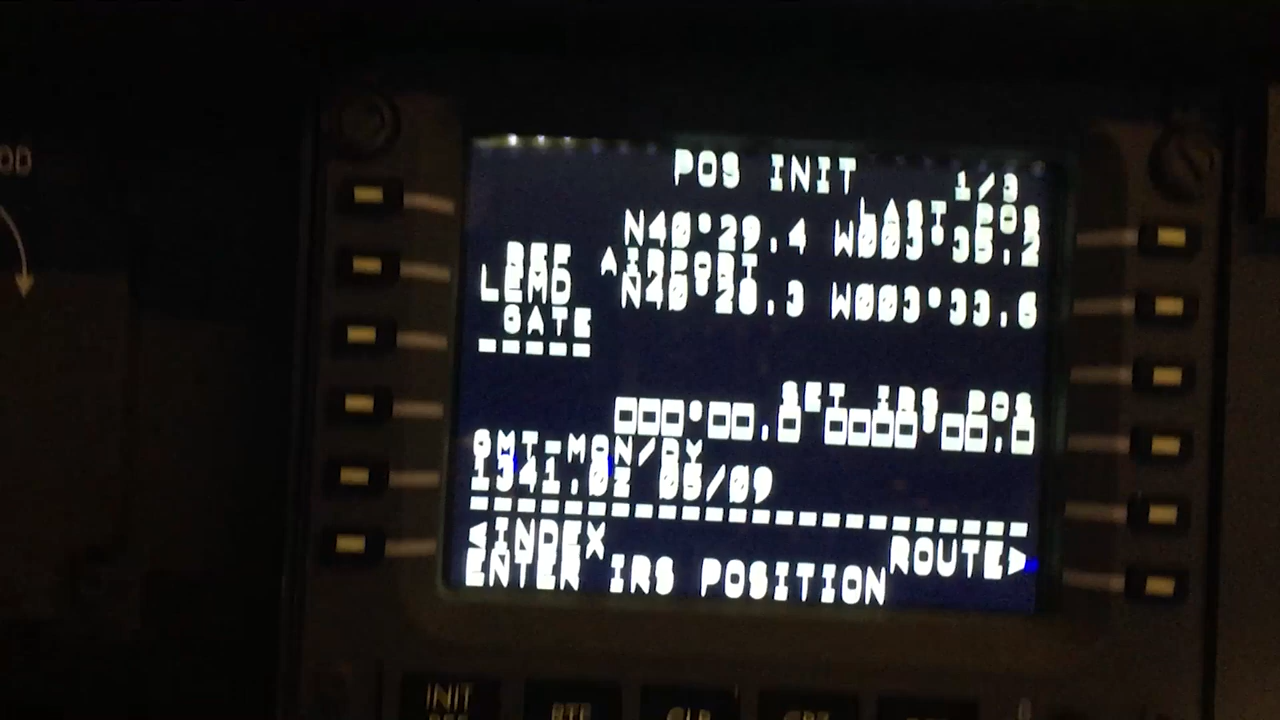 POS INIT 1/3
LAST POS
N40°29.4 W003°35.2
REF AIRPORT
LEMD N40°28.3 W003°33.6
GATE
-----
SET IRS POS
□□□°□□.□ □□□□°□□.□
GMT-MON/DY
1341.0z 05/09
------------------------
<INDEX ROUTE>
ENTER IRS POSITION
INIT